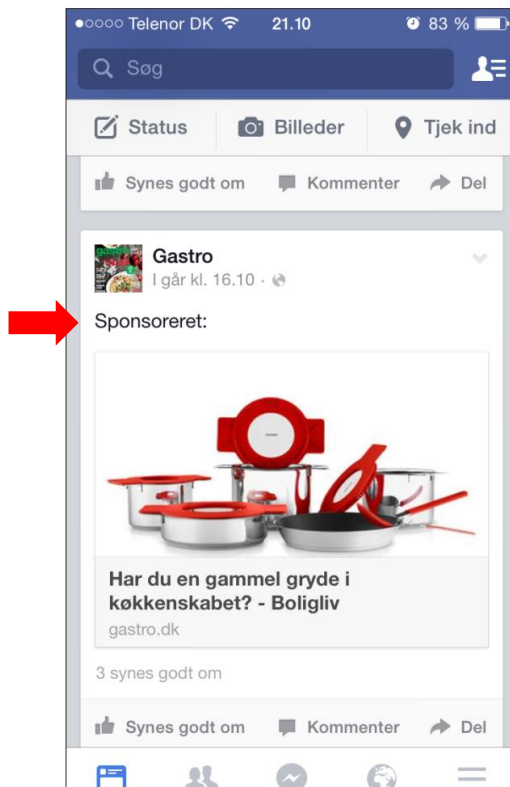 Telenor DK 21.10 83 %
Søg
Status Billeder Tjek ind
Synes godt om Kommenter Del
Gastro
I går kl. 16.10 ·
Sponsoreret:
Har du en gammel gryde i
køkkenskabet? - Boligliv
gastro.dk
3 synes godt om
Synes godt om Kommenter Del